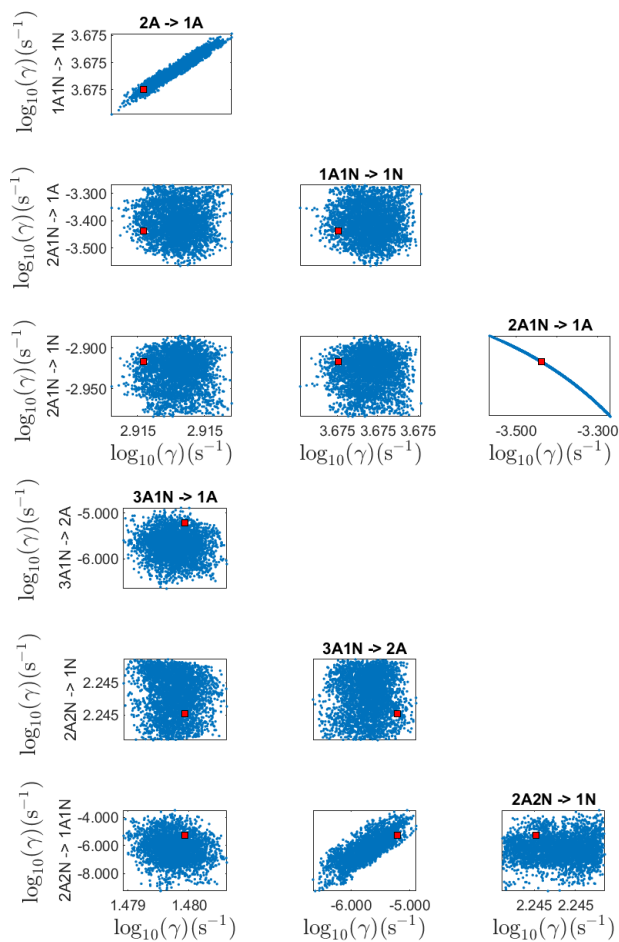 2A -> 1A
log₁₀(γ)(s⁻¹)
1A1N -> 1N
3.675
3.675
3.675
1A1N -> 1N
log₁₀(γ)(s⁻¹)
2A1N -> 1A
-3.300
-3.400
-3.500
2A1N -> 1A
log₁₀(γ)(s⁻¹)
2A1N -> 1N
-2.900
-2.950
2.915 2.915
3.675 3.675 3.675
-3.500 -3.300
log₁₀(γ)(s⁻¹)
log₁₀(γ)(s⁻¹)
log₁₀(γ)(s⁻¹)
3A1N -> 1A
log₁₀(γ)(s⁻¹)
3A1N -> 2A
-5.000
-6.000
3A1N -> 2A
log₁₀(γ)(s⁻¹)
2A2N -> 1N
2.245
2.245
2A2N -> 1N
log₁₀(γ)(s⁻¹)
2A2N -> 1A1N
-4.000
-6.000
-8.000
1.479 1.480
-6.000 -5.000
2.245 2.245
log₁₀(γ)(s⁻¹)
log₁₀(γ)(s⁻¹)
log₁₀(γ)(s⁻¹)